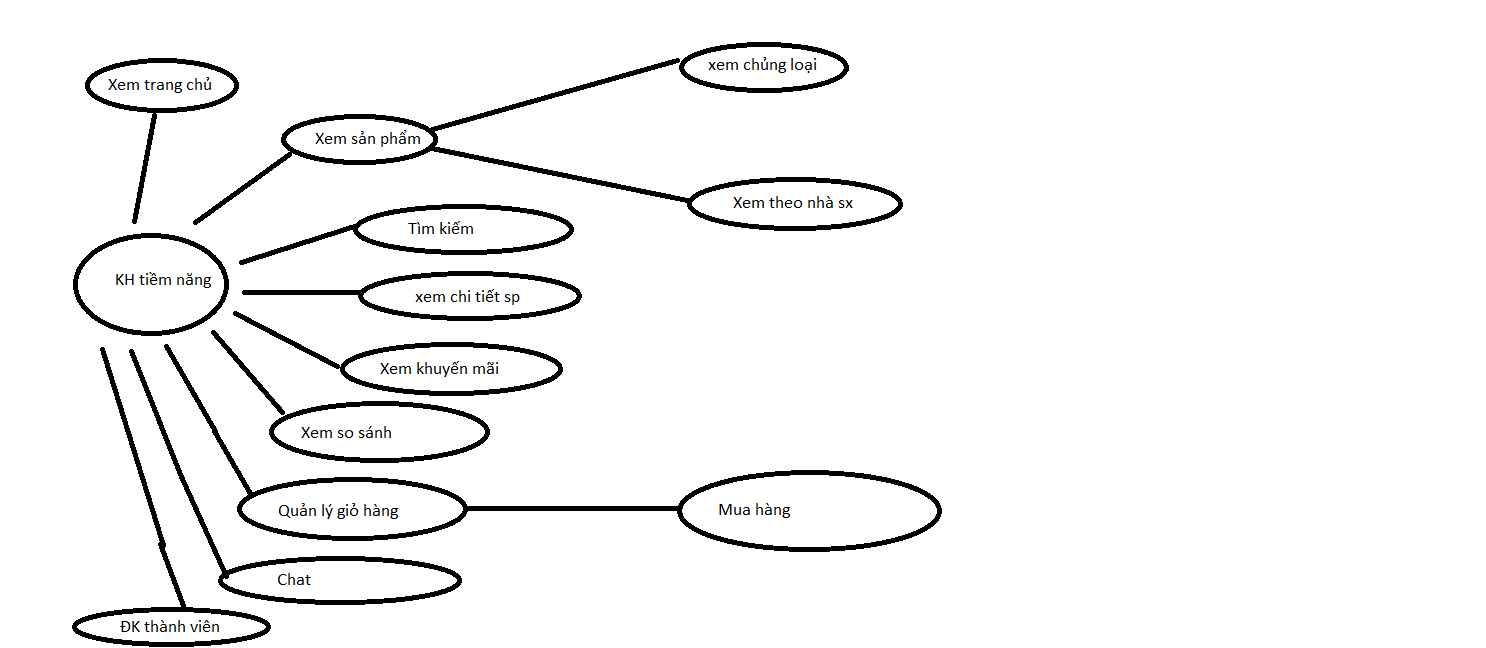 Xem trang chủ
xem chủng loại
Xem sản phẩm
Xem theo nhà sx
Tìm kiếm
KH tiềm năng
xem chi tiết sp
Xem khuyến mãi
Xem so sánh
Quản lý giỏ hàng
Mua hàng
Chat
ĐK thành viên